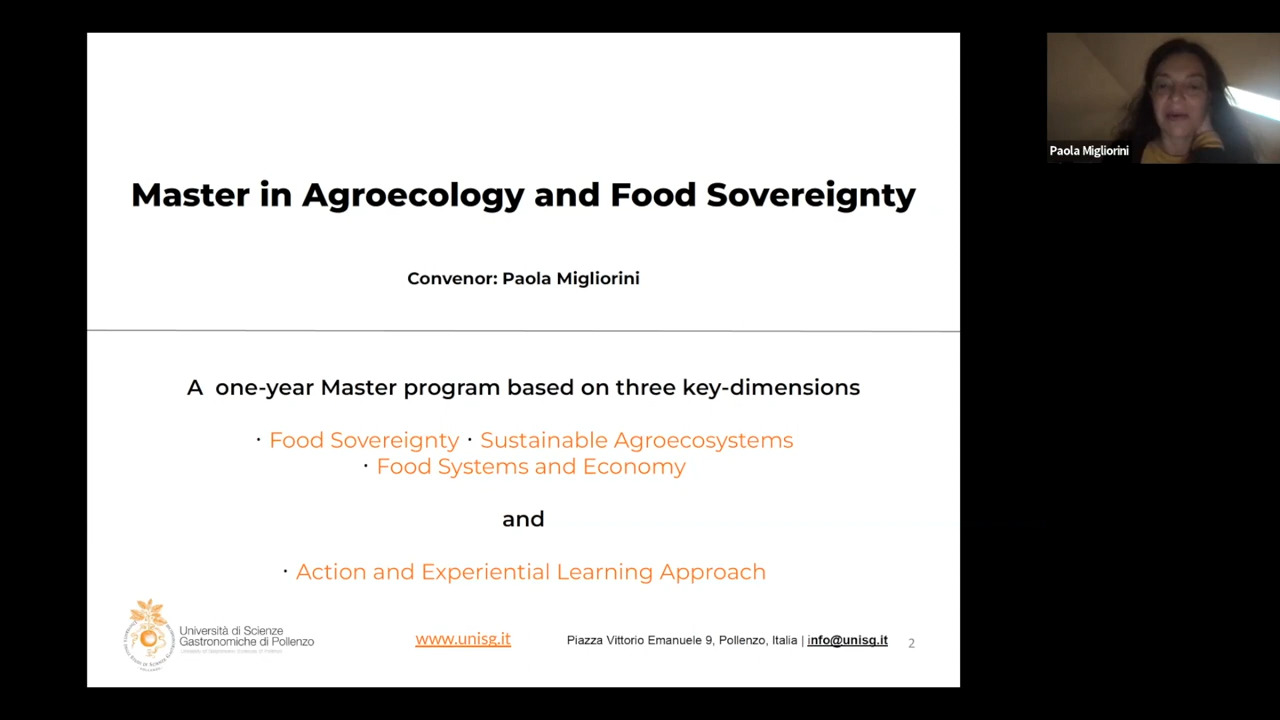 Master in Agroecology and Food Sovereignty
Paola Migliorini
Convenor: Paola Migliorini
A one-year Master program based on three key-dimensions
· Food Sovereignty · Sustainable Agroecosystems
· Food Systems and Economy
and
· Action and Experiential Learning Approach
Università di Scienze
Gastronomiche di Pollenzo
www.unisg.it
Piazza Vittorio Emanuele 9, Pollenzo, Italia | info@unisg.it
2